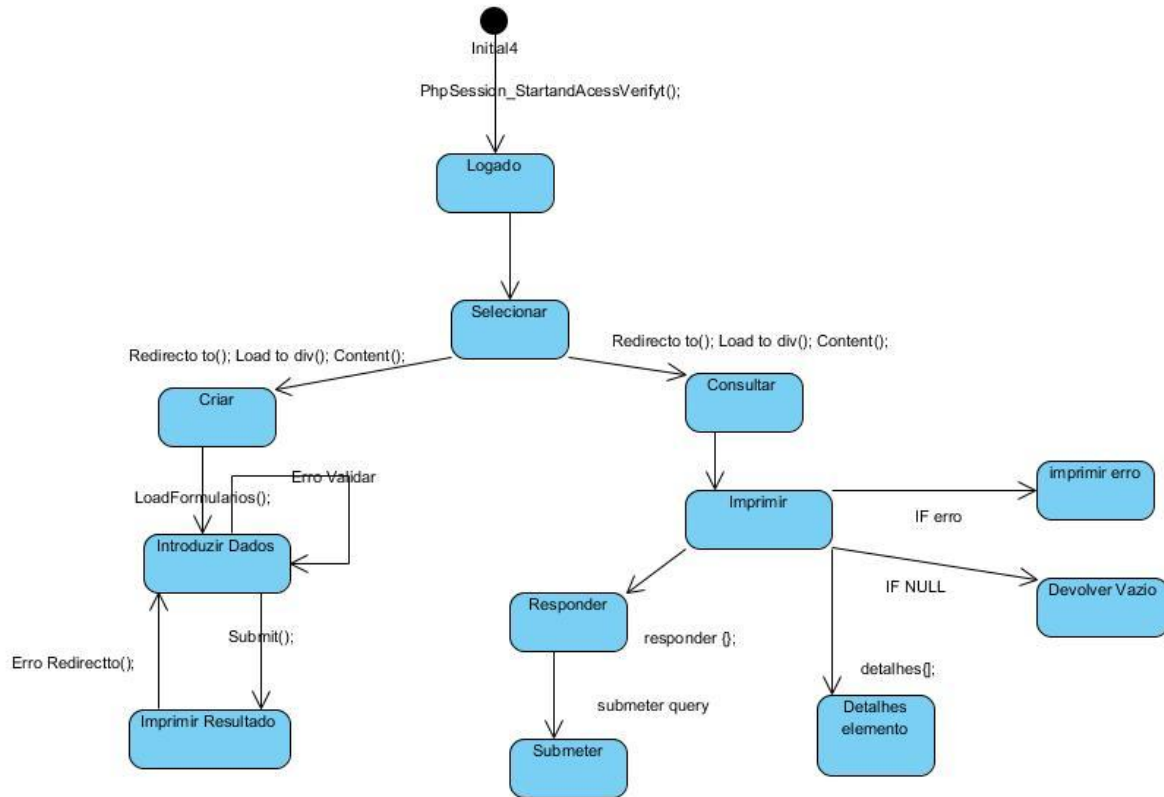 Initial4
PhpSession_StartandAcessVerifyt();
Logado
Selecionar
Redirecto to(); Load to div(); Content();
Redirecto to(); Load to div(); Content();
Criar
Consultar
Erro Validar
LoadFormularios();
Imprimir
imprimir erro
IF erro
Introduzir Dados
IF NULL
Devolver Vazio
Responder
Submit();
responder {};
Erro Redirectto();
detalhes{];
submeter query
Imprimir Resultado
Detalhes
elemento
Submeter